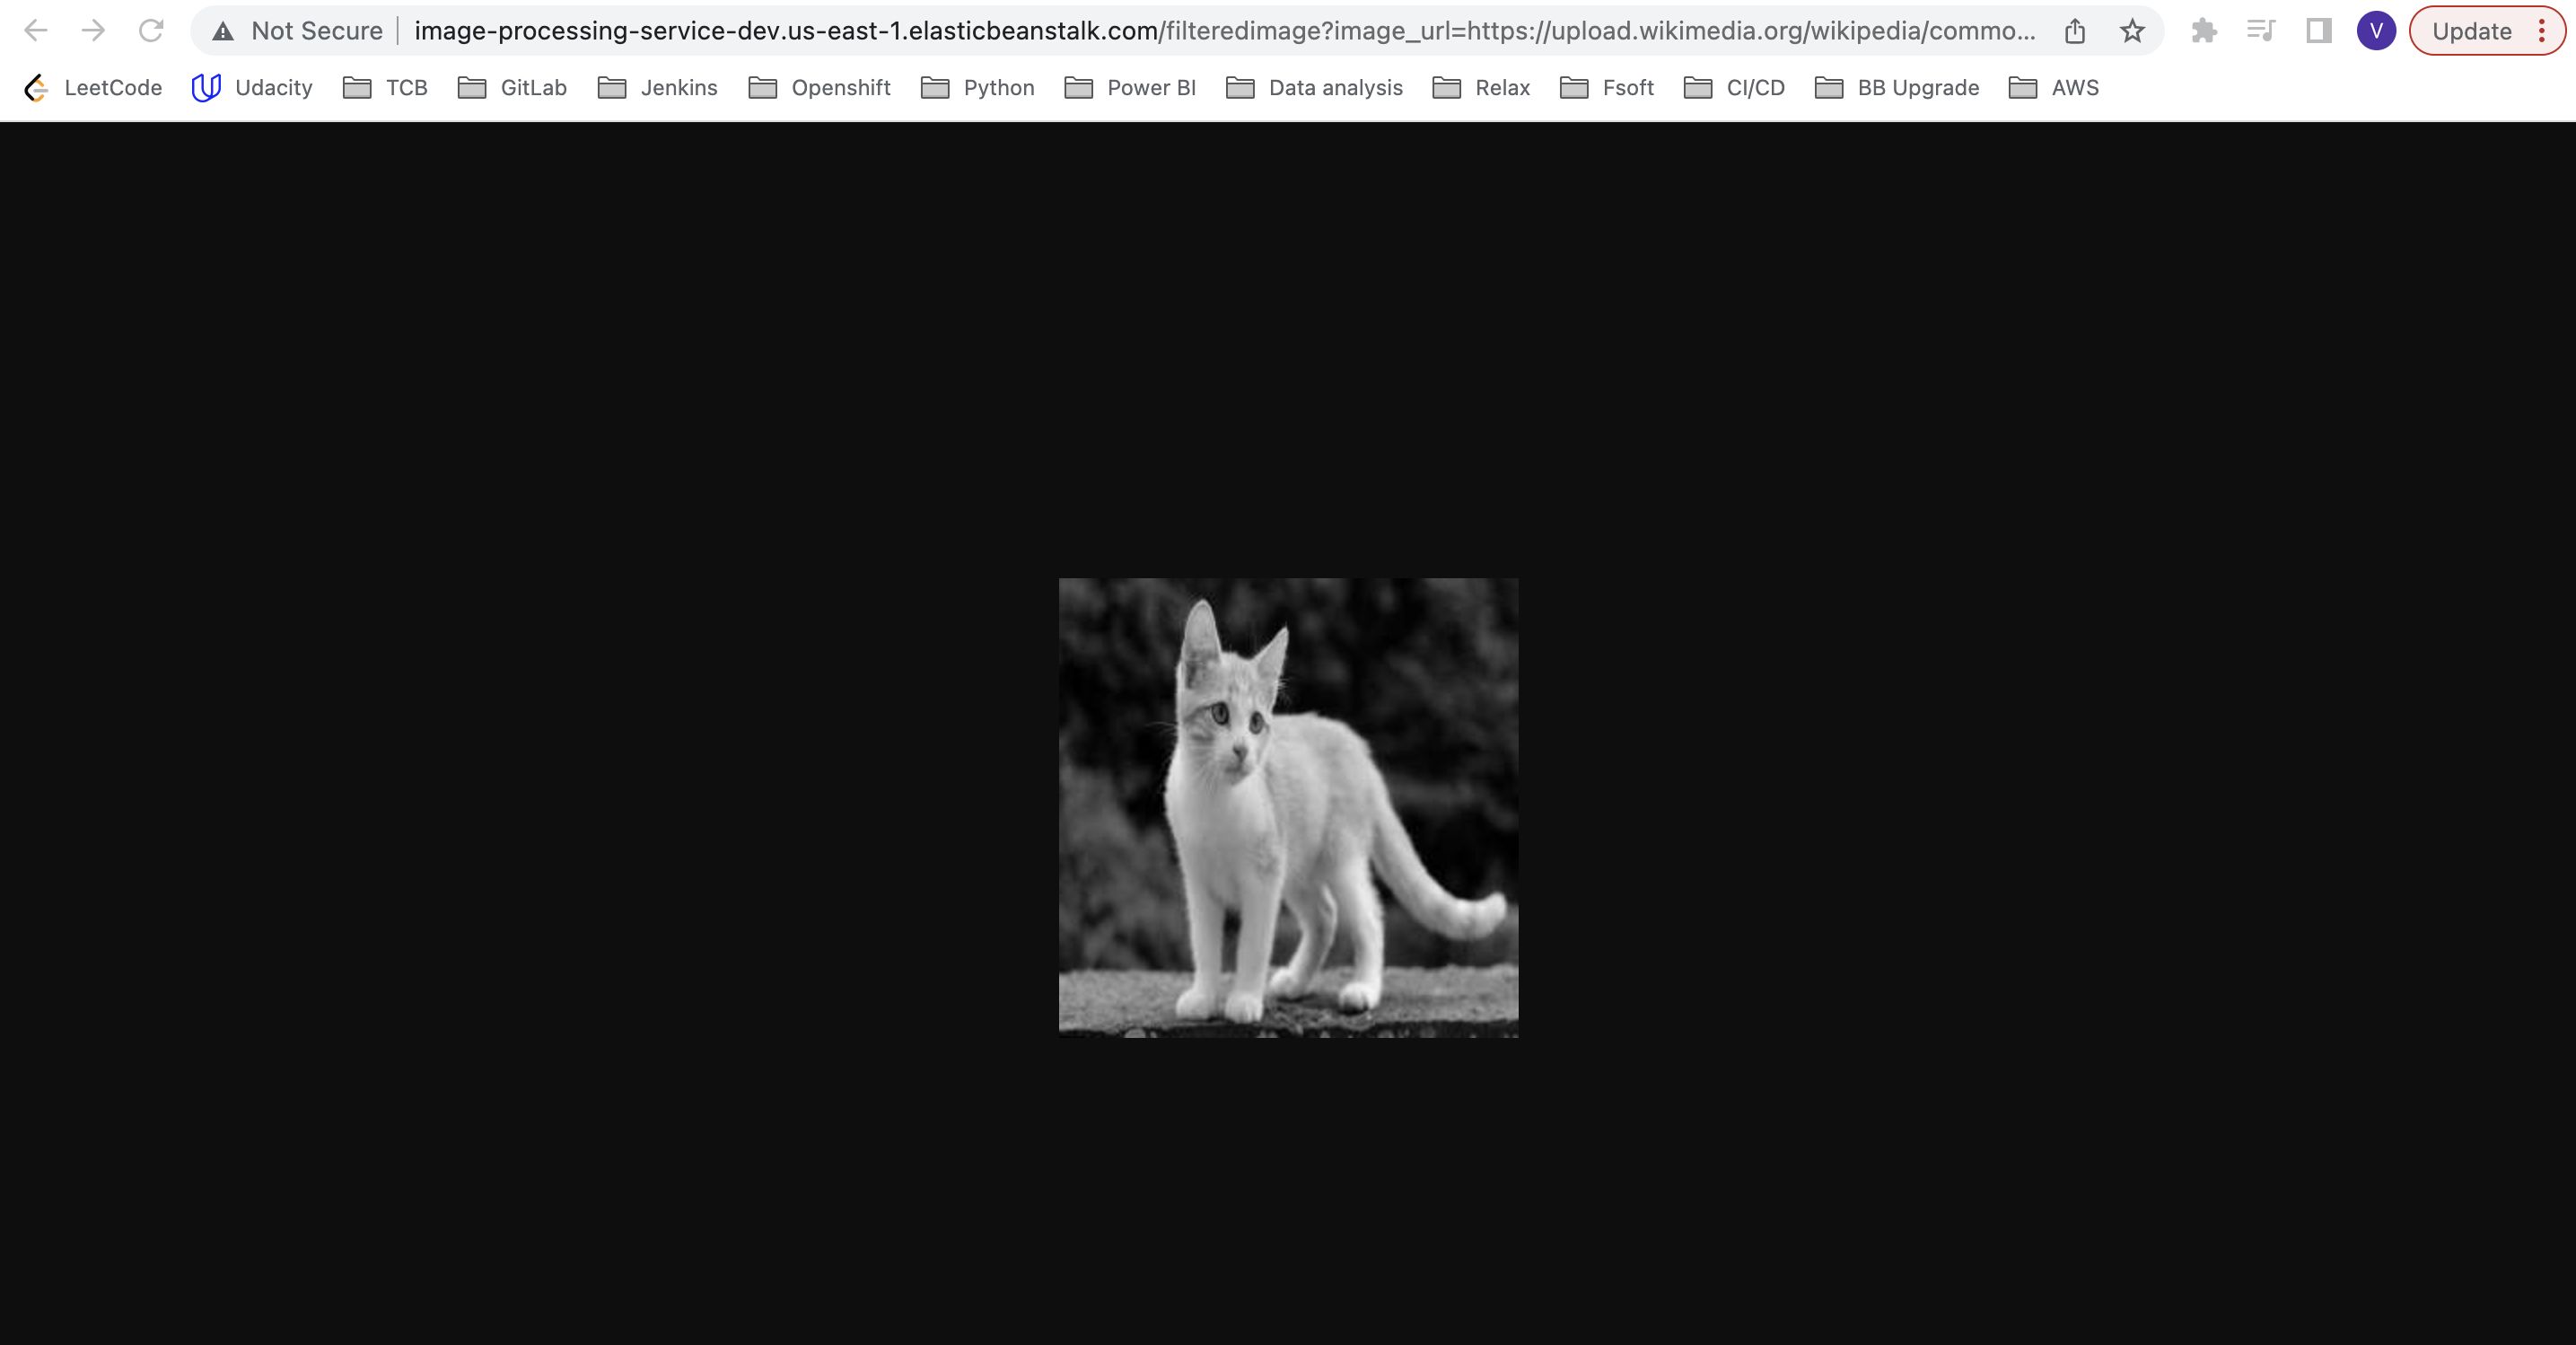 Not Secure image-processing-service-dev.us-east-1.elasticbeanstalk.com/filteredimage?image_url=https://upload.wikimedia.org/wikipedia/commo... V Update
LeetCode Udacity TCB GitLab Jenkins Openshift Python Power BI Data analysis Relax Fsoft CI/CD BB Upgrade AWS